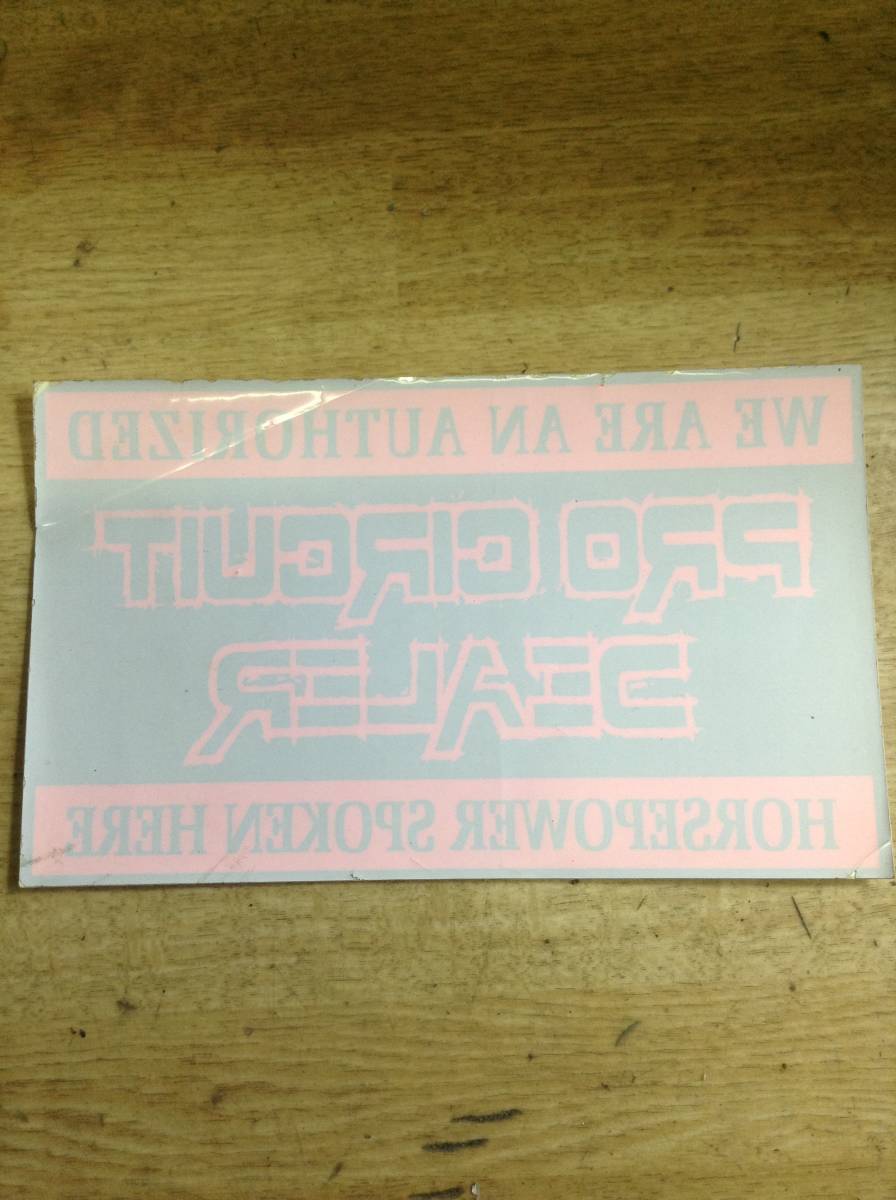 WE ARE AN AUTHORIZED
PRO CIRCUIT
DEALER
HORSEPOWER SPOKEN HERE